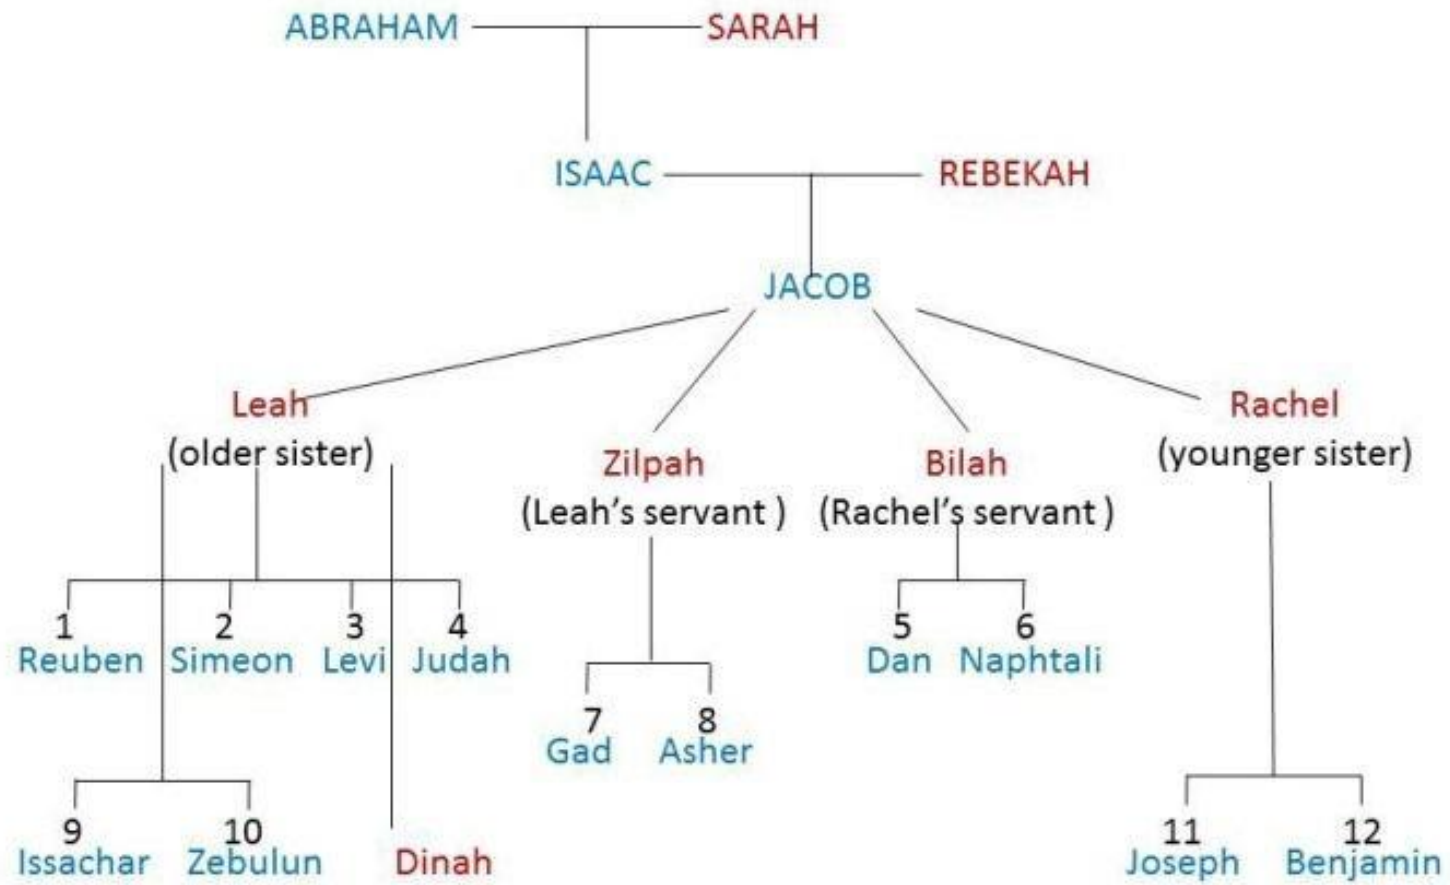 ABRAHAM SARAH
ISAAC REBEKAH
JACOB
Leah
(older sister)
Rachel
(younger sister)
Zilpah
(Leah's servant )
Bilah
(Rachel's servant )
1 2 3 4
Reuben Simeon Levi Judah
5 6
Dan Naphtali
7 8
Gad Asher
9 10
Issachar Zebulun Dinah
11 12
Joseph Benjamin